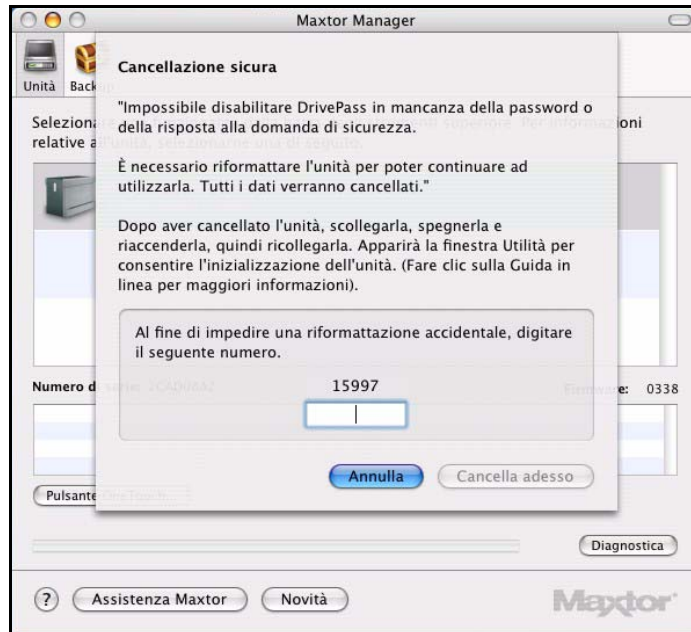 Maxtor Manager
Unità
Cancellazione sicura
"Impossibile disabilitare DrivePass in mancanza della password o
della risposta alla domanda di sicurezza.
È necessario riformattare l'unità per poter continuare ad
utilizzarla. Tutti i dati verranno cancellati."
Dopo aver cancellato l'unità, scollegarla, spegnerla e
riaccenderla, quindi ricollegarla. Apparirà la finestra Utilità per
consentire l'inizializzazione dell'unità. (Fare clic sulla Guida in
linea per maggiori informazioni).
Al fine di impedire una riformattazione accidentale, digitare
il seguente numero.
15997
Annulla Cancella adesso
relative
Numero 0338
Pulsante
Diagnostica
? Assistenza Maxtor Novità Maxtor